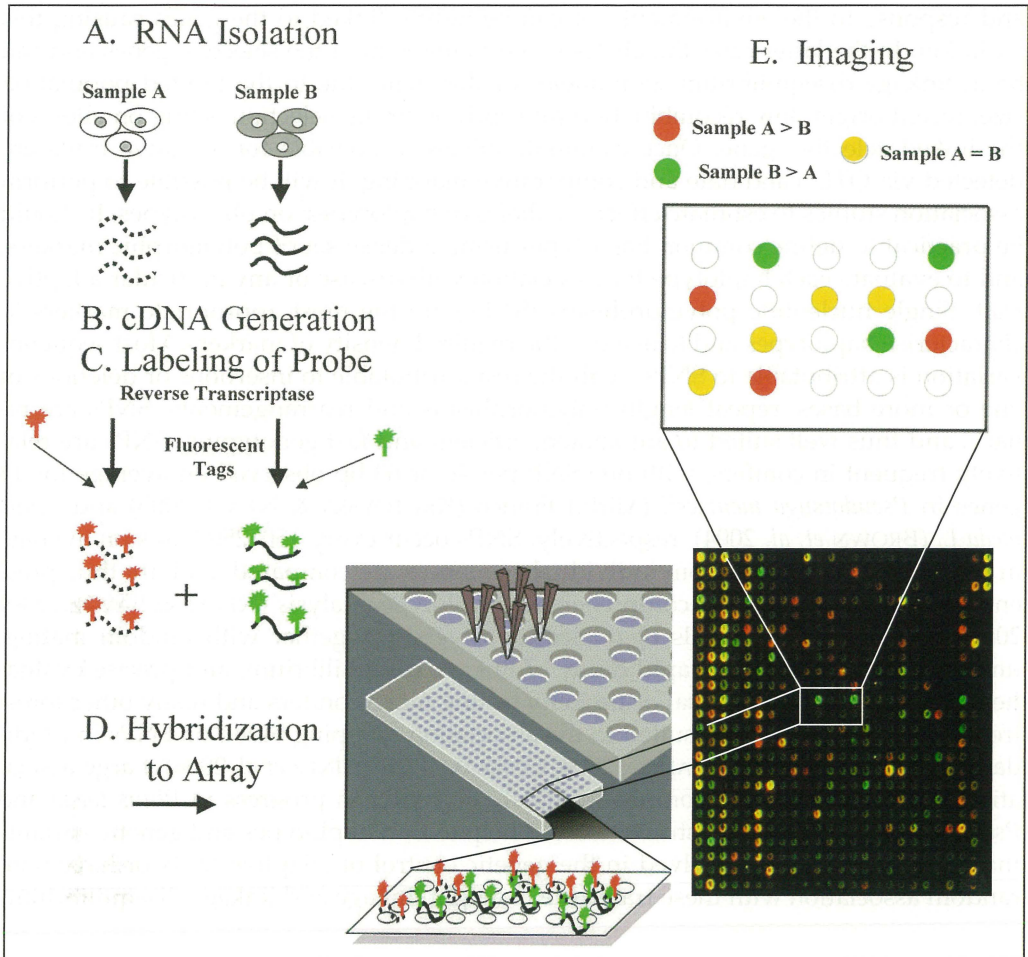 A. RNA Isolation
Sample A
Sample B
B. cDNA Generation
C. Labeling of Probe
Reverse Transcriptase
Fluorescent
Tags
+
D. Hybridization
to Array
E. Imaging
Sample A > B
Sample A = B
Sample B > A